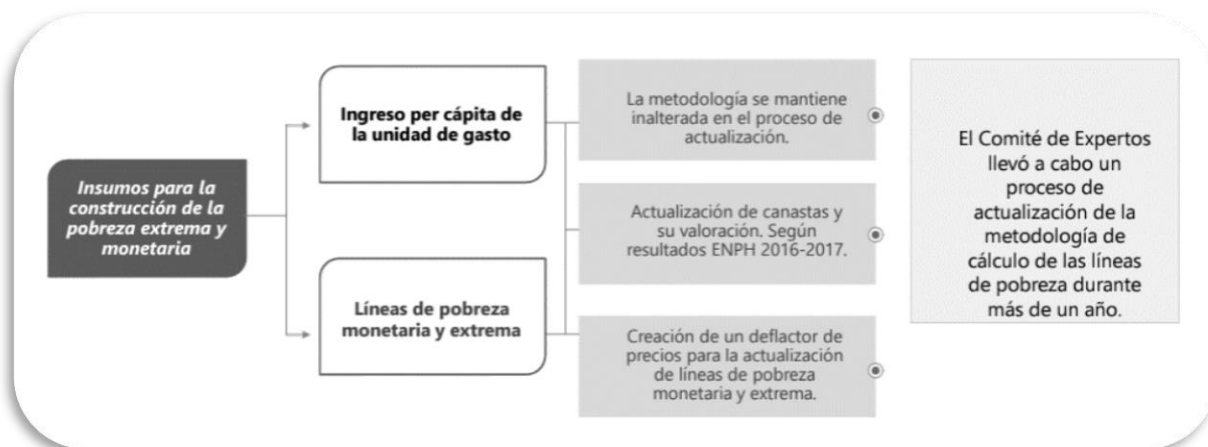 Insumos para la
construcción de la
pobreza extrema y
monetaria
Ingreso per cápita de
la unidad de gasto
Líneas de pobreza
monetaria y extrema
La metodología se mantiene
inalterada en el proceso de
actualización.
Actualización de canastas y
su valoración. Según
resultados ENPH 2016-2017.
Creación de un deflactor de
precios para la actualización
de líneas de pobreza
monetaria y extrema.
El Comité de Expertos
llevó a cabo un
proceso de
actualización de la
metodología de
cálculo de las líneas
de pobreza durante
más de un año.